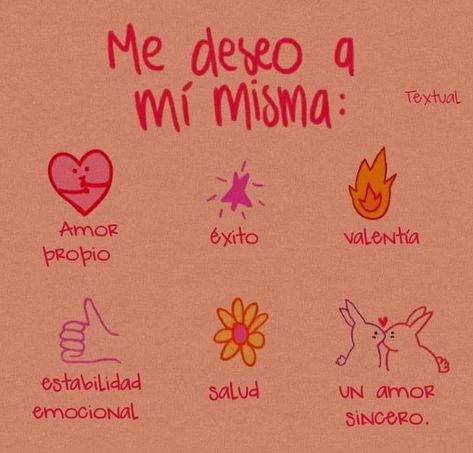 Me deseo a
mí misma:
Textual
Amor
propio
éxito
valentía
estabilidad
emocional
salud
un amor
sincero.